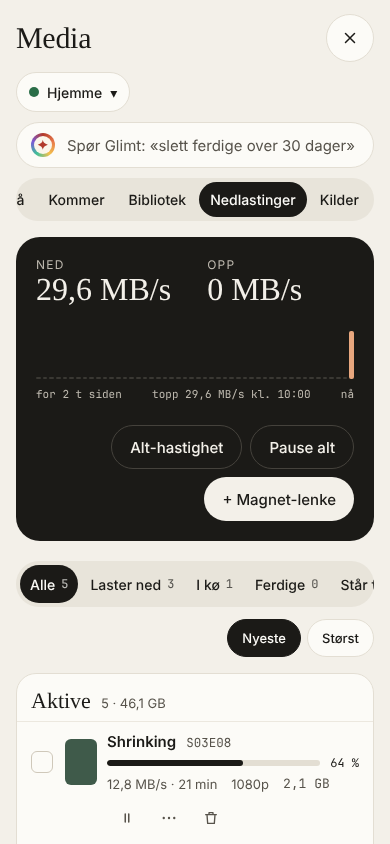 Media
Hjemme
Spør Glimt: «slett ferdige over 30 dager»
å Kommer Bibliotek Nedlastinger Kilder
NED OPP
29,6 MB/s 0 MB/s
for 2 t siden topp 29,6 MB/s kl. 10:00 nå
Alt-hastighet Pause alt
+ Magnet-lenke
Alle 5 Laster ned 3 I kø 1 Ferdige 0 Står
Nyeste Størst
Aktive 5 · 46,1 GB
Shrinking S03E08
64 %
12,8 MB/s · 21 min 1080p 2,1 GB